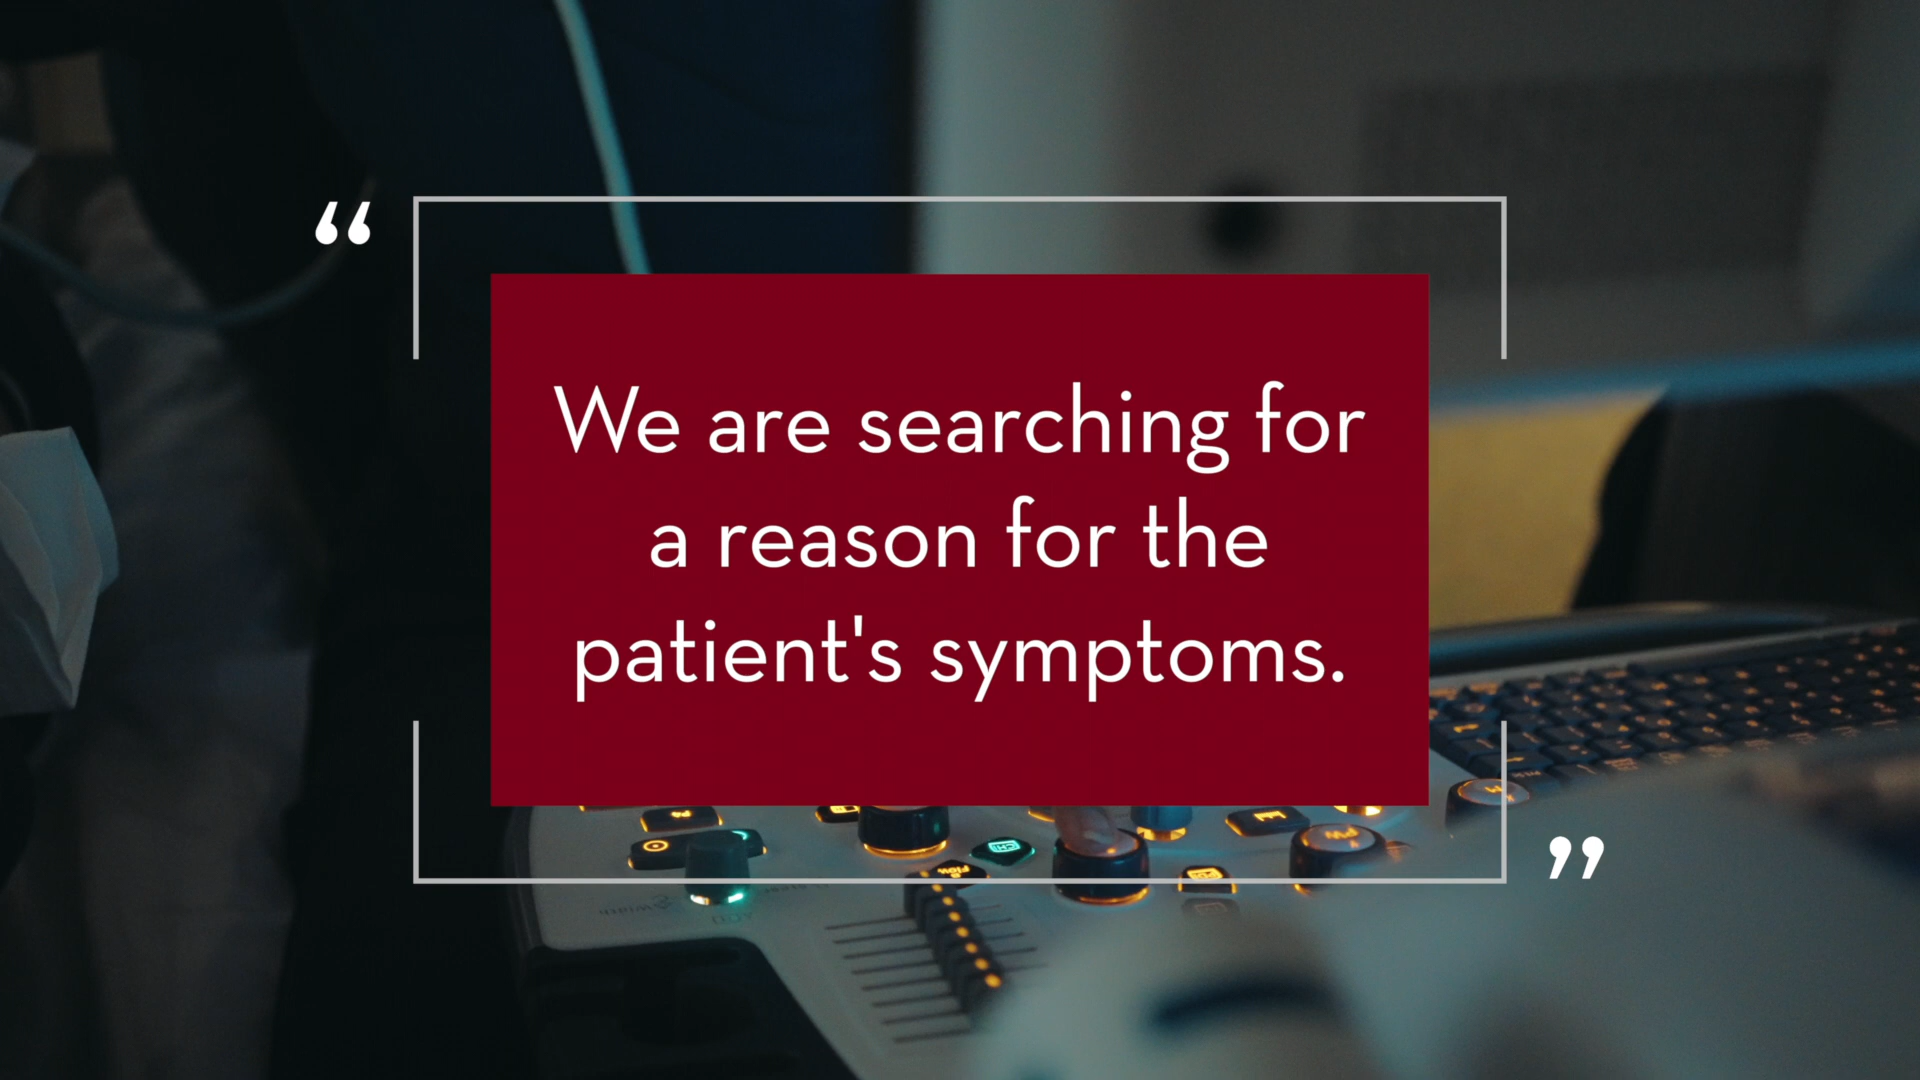 “
We are searching for
a reason for the
patient's symptoms.
”